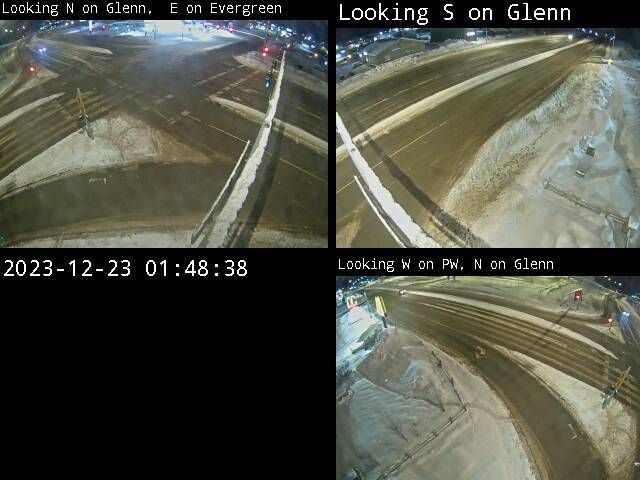 Looking N on Glenn,  E on Evergreen
Looking S on Glenn
2023-12-23 01:48:38
Looking W on PW, N on Glenn